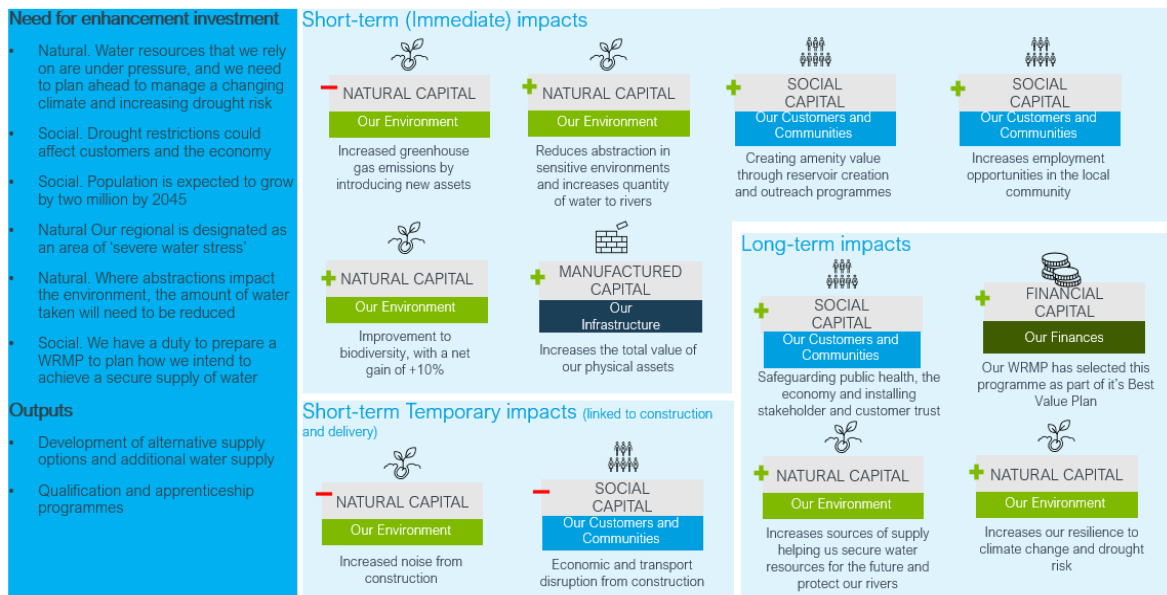 Need for enhancement investment
▪ Natural. Water resources that we rely
on are under pressure, and we need
to plan ahead to manage a changing
climate and increasing drought risk
▪ Social. Drought restrictions could
affect customers and the economy
▪ Social. Population is expected to grow
by two million by 2045
▪ Natural Our regional is designated as
an area of 'severe water stress'
▪ Natural. Where abstractions impact
the environment, the amount of water
taken will need to be reduced
▪ Social. We have a duty to prepare a
WRMP to plan how we intend to
achieve a secure supply of water
Outputs
▪ Development of alternative supply
options and additional water supply
▪ Qualification and apprenticeship
programmes
Short-term (Immediate) impacts
NATURAL CAPITAL
Our Environment
Increased greenhouse
gas emissions by
introducing new assets
NATURAL CAPITAL
Our Environment
Reduces abstraction in
sensitive environments
and increases quantity
of water to rivers
SOCIAL
CAPITAL
Our Customers and
Communities
Creating amenity value
through reservoir creation
and outreach programmes
SOCIAL
CAPITAL
Our Customers and
Communities
Increases employment
opportunities in the local
community
NATURAL CAPITAL
Our Environment
Improvement to
biodiversity, with a net
gain of +10%
MANUFACTURED
CAPITAL
Our
Infrastructure
Increases the total value of
our physical assets
Short-term Temporary impacts (linked to construction
and delivery)
NATURAL CAPITAL
Our Environment
Increased noise from
construction
SOCIAL
CAPITAL
Our Customers and
Communities
Economic and transport
disruption from construction
Long-term impacts
SOCIAL
CAPITAL
Our Customers and
Communities
Safeguarding public health, the
economy and installing
stakeholder and customer trust
FINANCIAL
CAPITAL
Our Finances
Our WRMP has selected this
programme as part of it's Best
Value Plan
NATURAL CAPITAL
Our Environment
Increases sources of supply
helping us secure water
resources for the future and
protect our rivers
NATURAL CAPITAL
Our Environment
Increases our resilience to
climate change and drought
risk